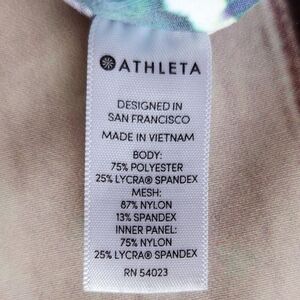 ATHLETA
DESIGNED IN
SAN FRANCISCO
MADE IN VIETNAM
BODY:
75% POLYESTER
25% LYCRA® SPANDEX
MESH:
87% NYLON
13% SPANDEX
INNER PANEL:
75% NYLON
25% LYCRA® SPANDEX
RN 54023